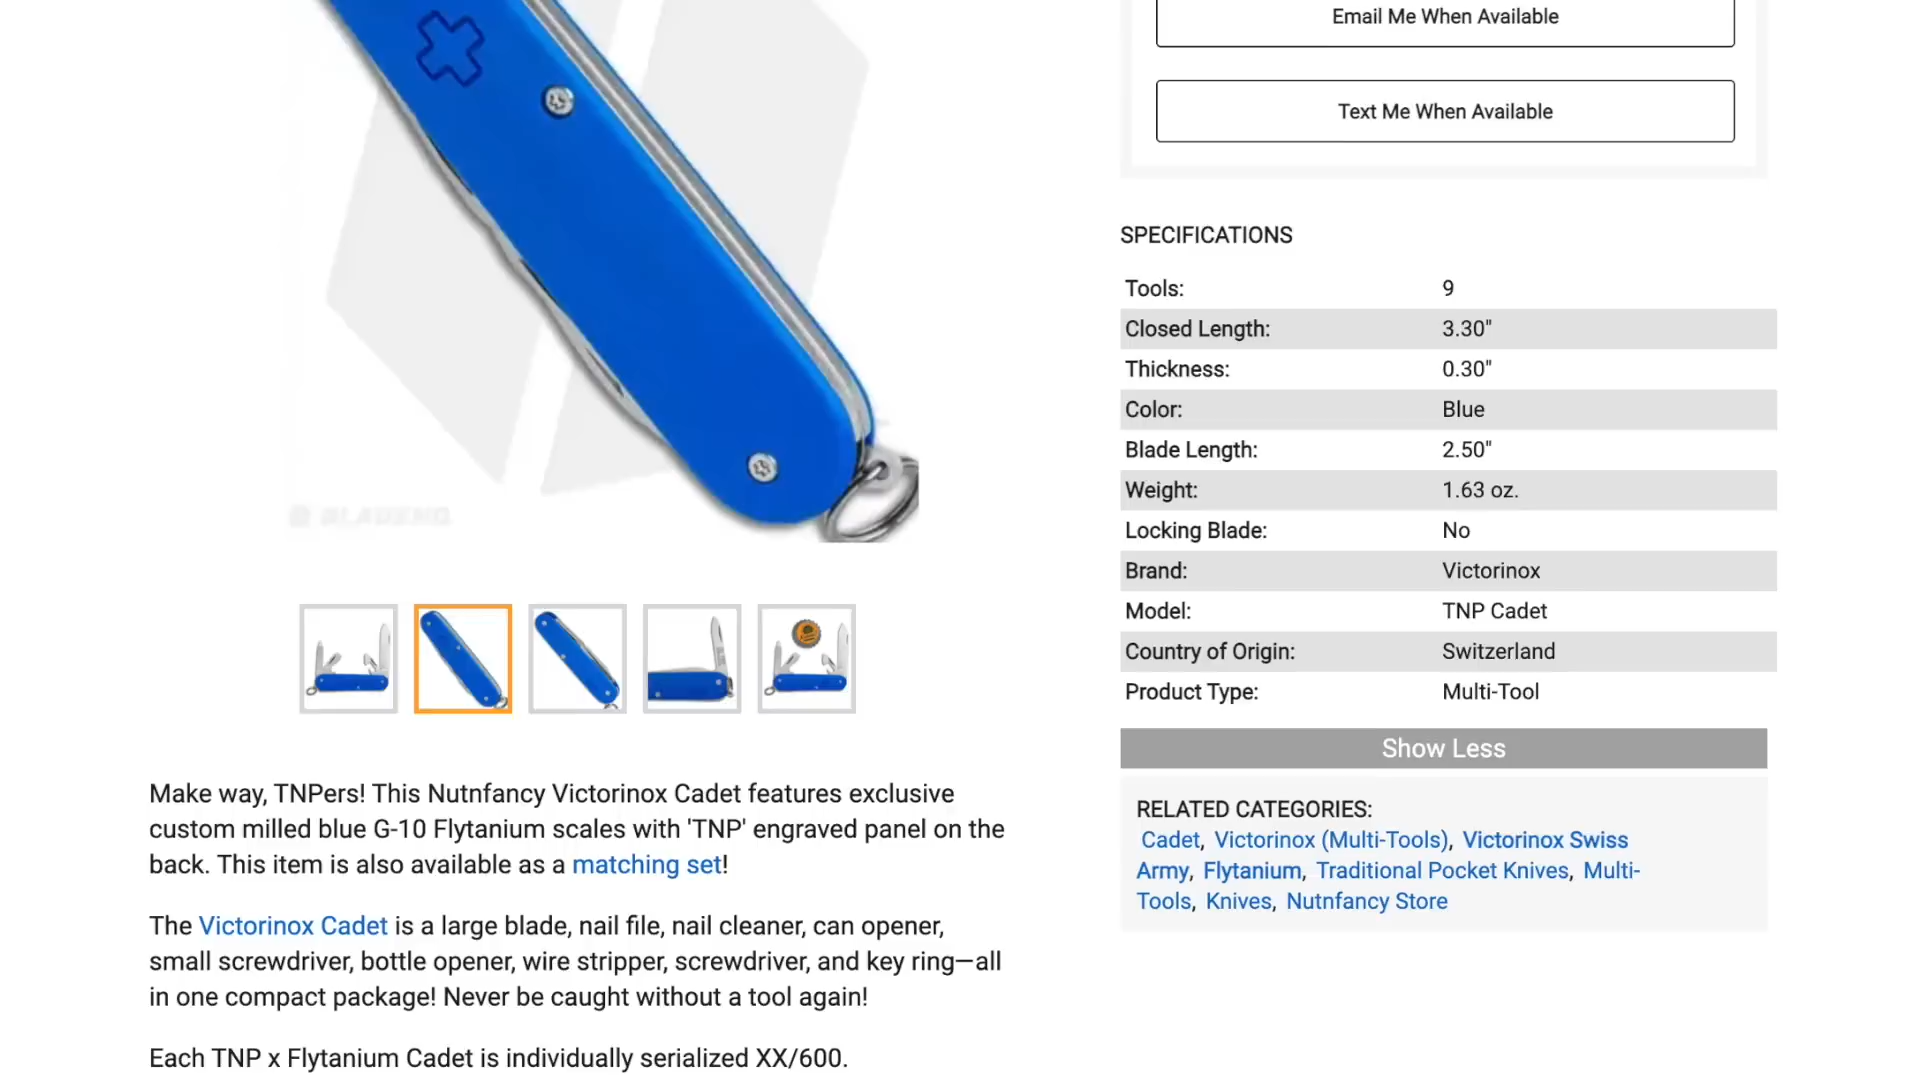 Email Me When Available
Text Me When Available
SPECIFICATIONS
Tools: 9
Closed Length: 3.30"
Thickness: 0.30"
Color: Blue
Blade Length: 2.50"
Weight: 1.63 oz.
Locking Blade: No
Brand: Victorinox
Model: TNP Cadet
Country of Origin: Switzerland
Product Type: Multi-Tool
Show Less
RELATED CATEGORIES:
Cadet, Victorinox (Multi-Tools), Victorinox Swiss
Army, Flytanium, Traditional Pocket Knives, Multi-
Tools, Knives, Nutnfancy Store
BLADEHQ
Make way, TNPers! This Nutnfancy Victorinox Cadet features exclusive
custom milled blue G-10 Flytanium scales with 'TNP' engraved panel on the
back. This item is also available as a matching set!
The Victorinox Cadet is a large blade, nail file, nail cleaner, can opener,
small screwdriver, bottle opener, wire stripper, screwdriver, and key ring—all
in one compact package! Never be caught without a tool again!
Each TNP x Flytanium Cadet is individually serialized XX/600.